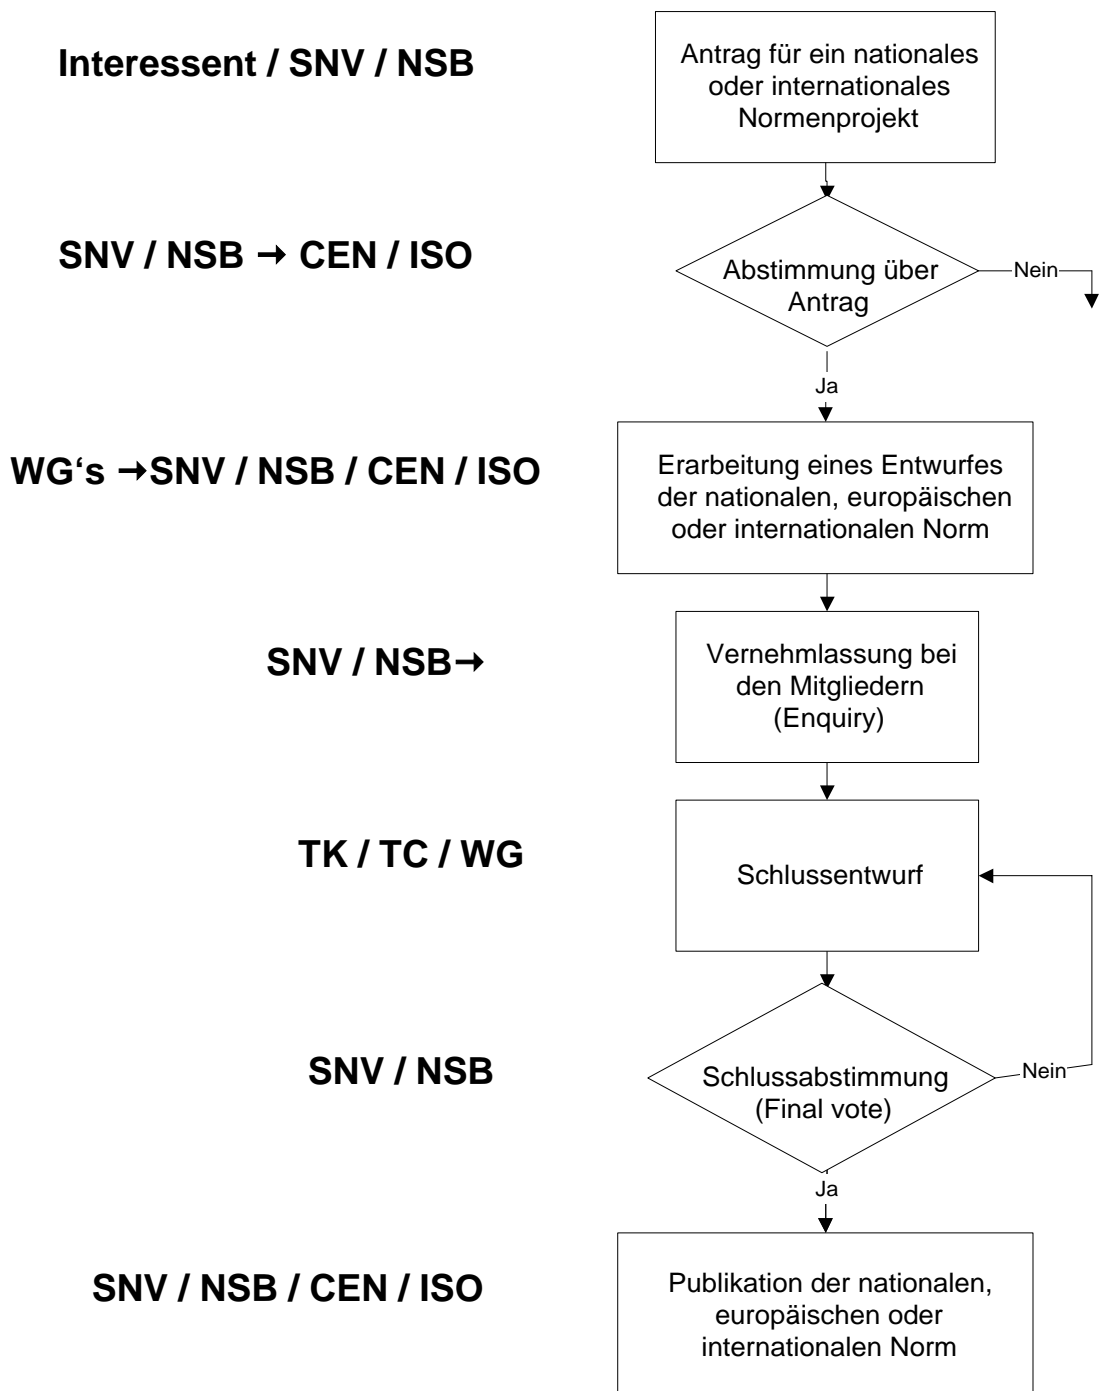 Interessent / SNV / NSB
Antrag für ein nationales
oder internationales
Normenprojekt
SNV / NSB → CEN / ISO
Abstimmung über
Antrag
Nein
Ja
WG‘s →SNV / NSB / CEN / ISO
Erarbeitung eines Entwurfes
der nationalen, europäischen
oder internationalen Norm
SNV / NSB→
Vernehmlassung bei
den Mitgliedern
(Enquiry)
TK / TC / WG
Schlussentwurf
SNV / NSB
Schlussabstimmung
(Final vote)
Nein
Ja
SNV / NSB / CEN / ISO
Publikation der nationalen,
europäischen oder
internationalen Norm